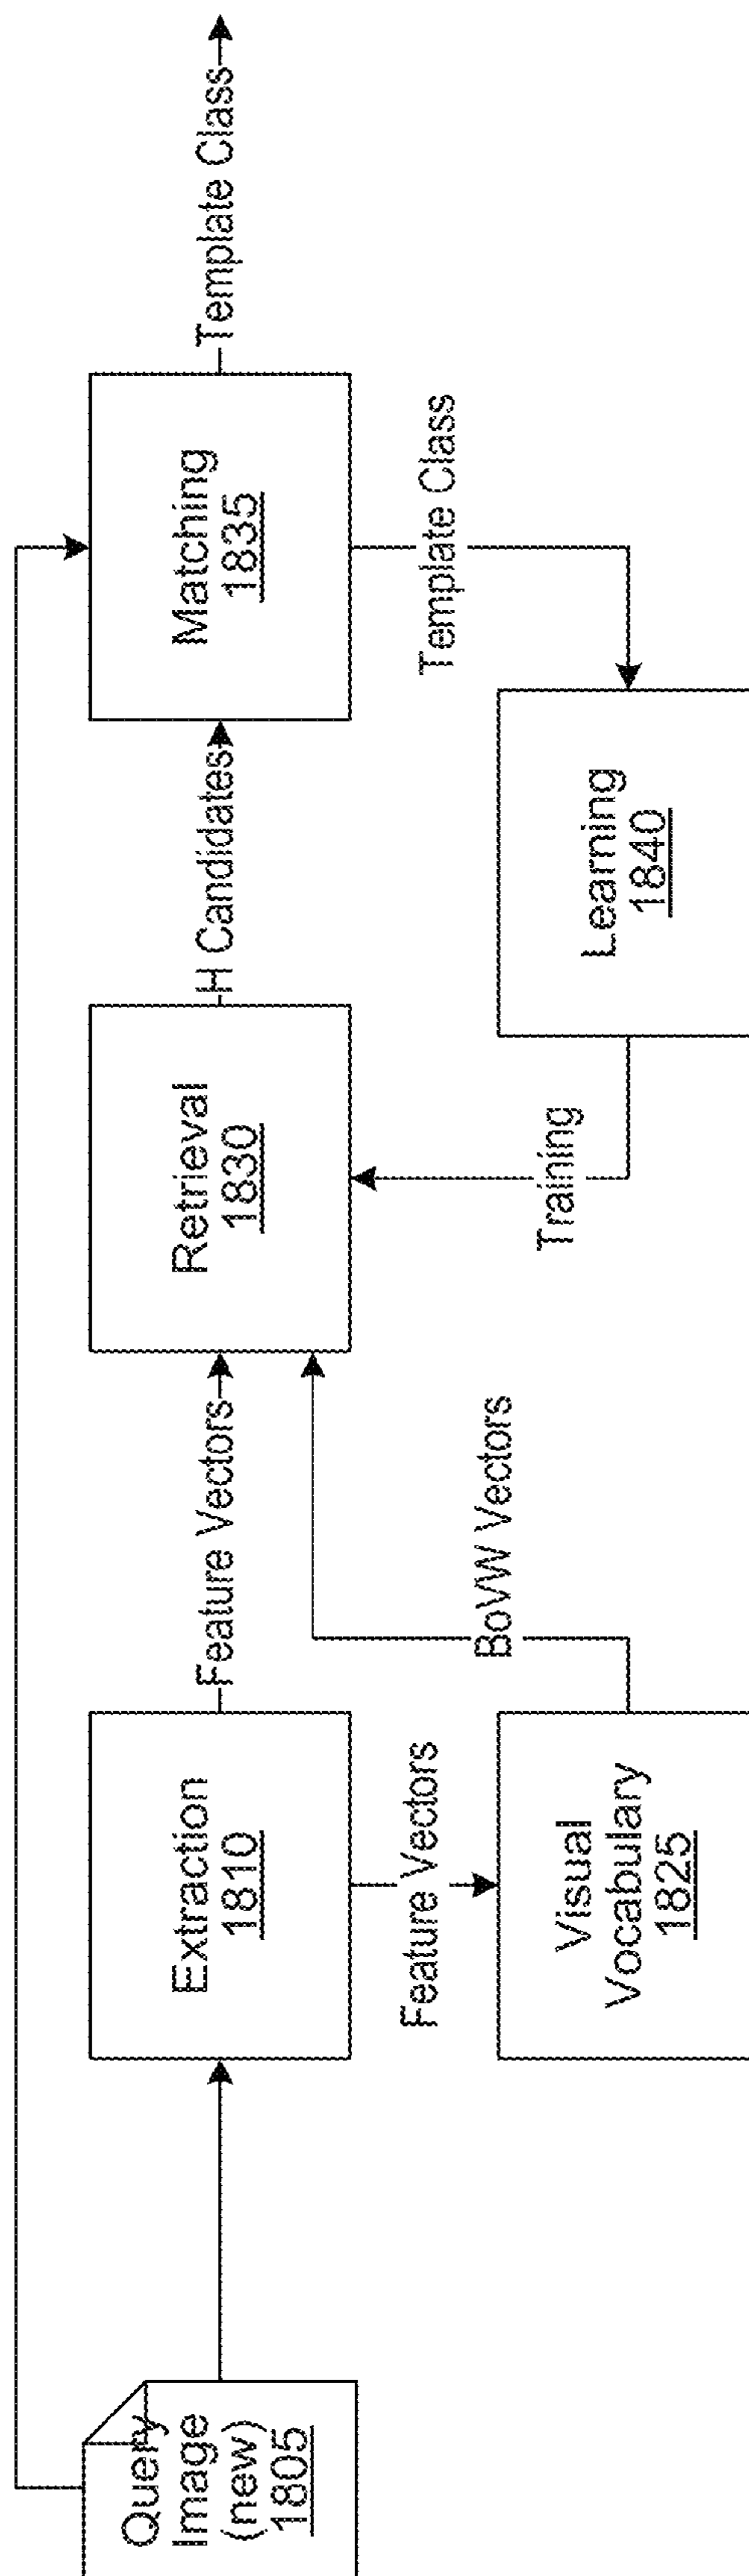 Query
Image
(new)
1805
Extraction
1810
Feature Vectors
Feature Vectors
Visual
Vocabulary
1825
BoVW Vectors
Retrieval
1830
H Candidates
Training
Matching
1835
Template Class
Template Class
Learning
1840